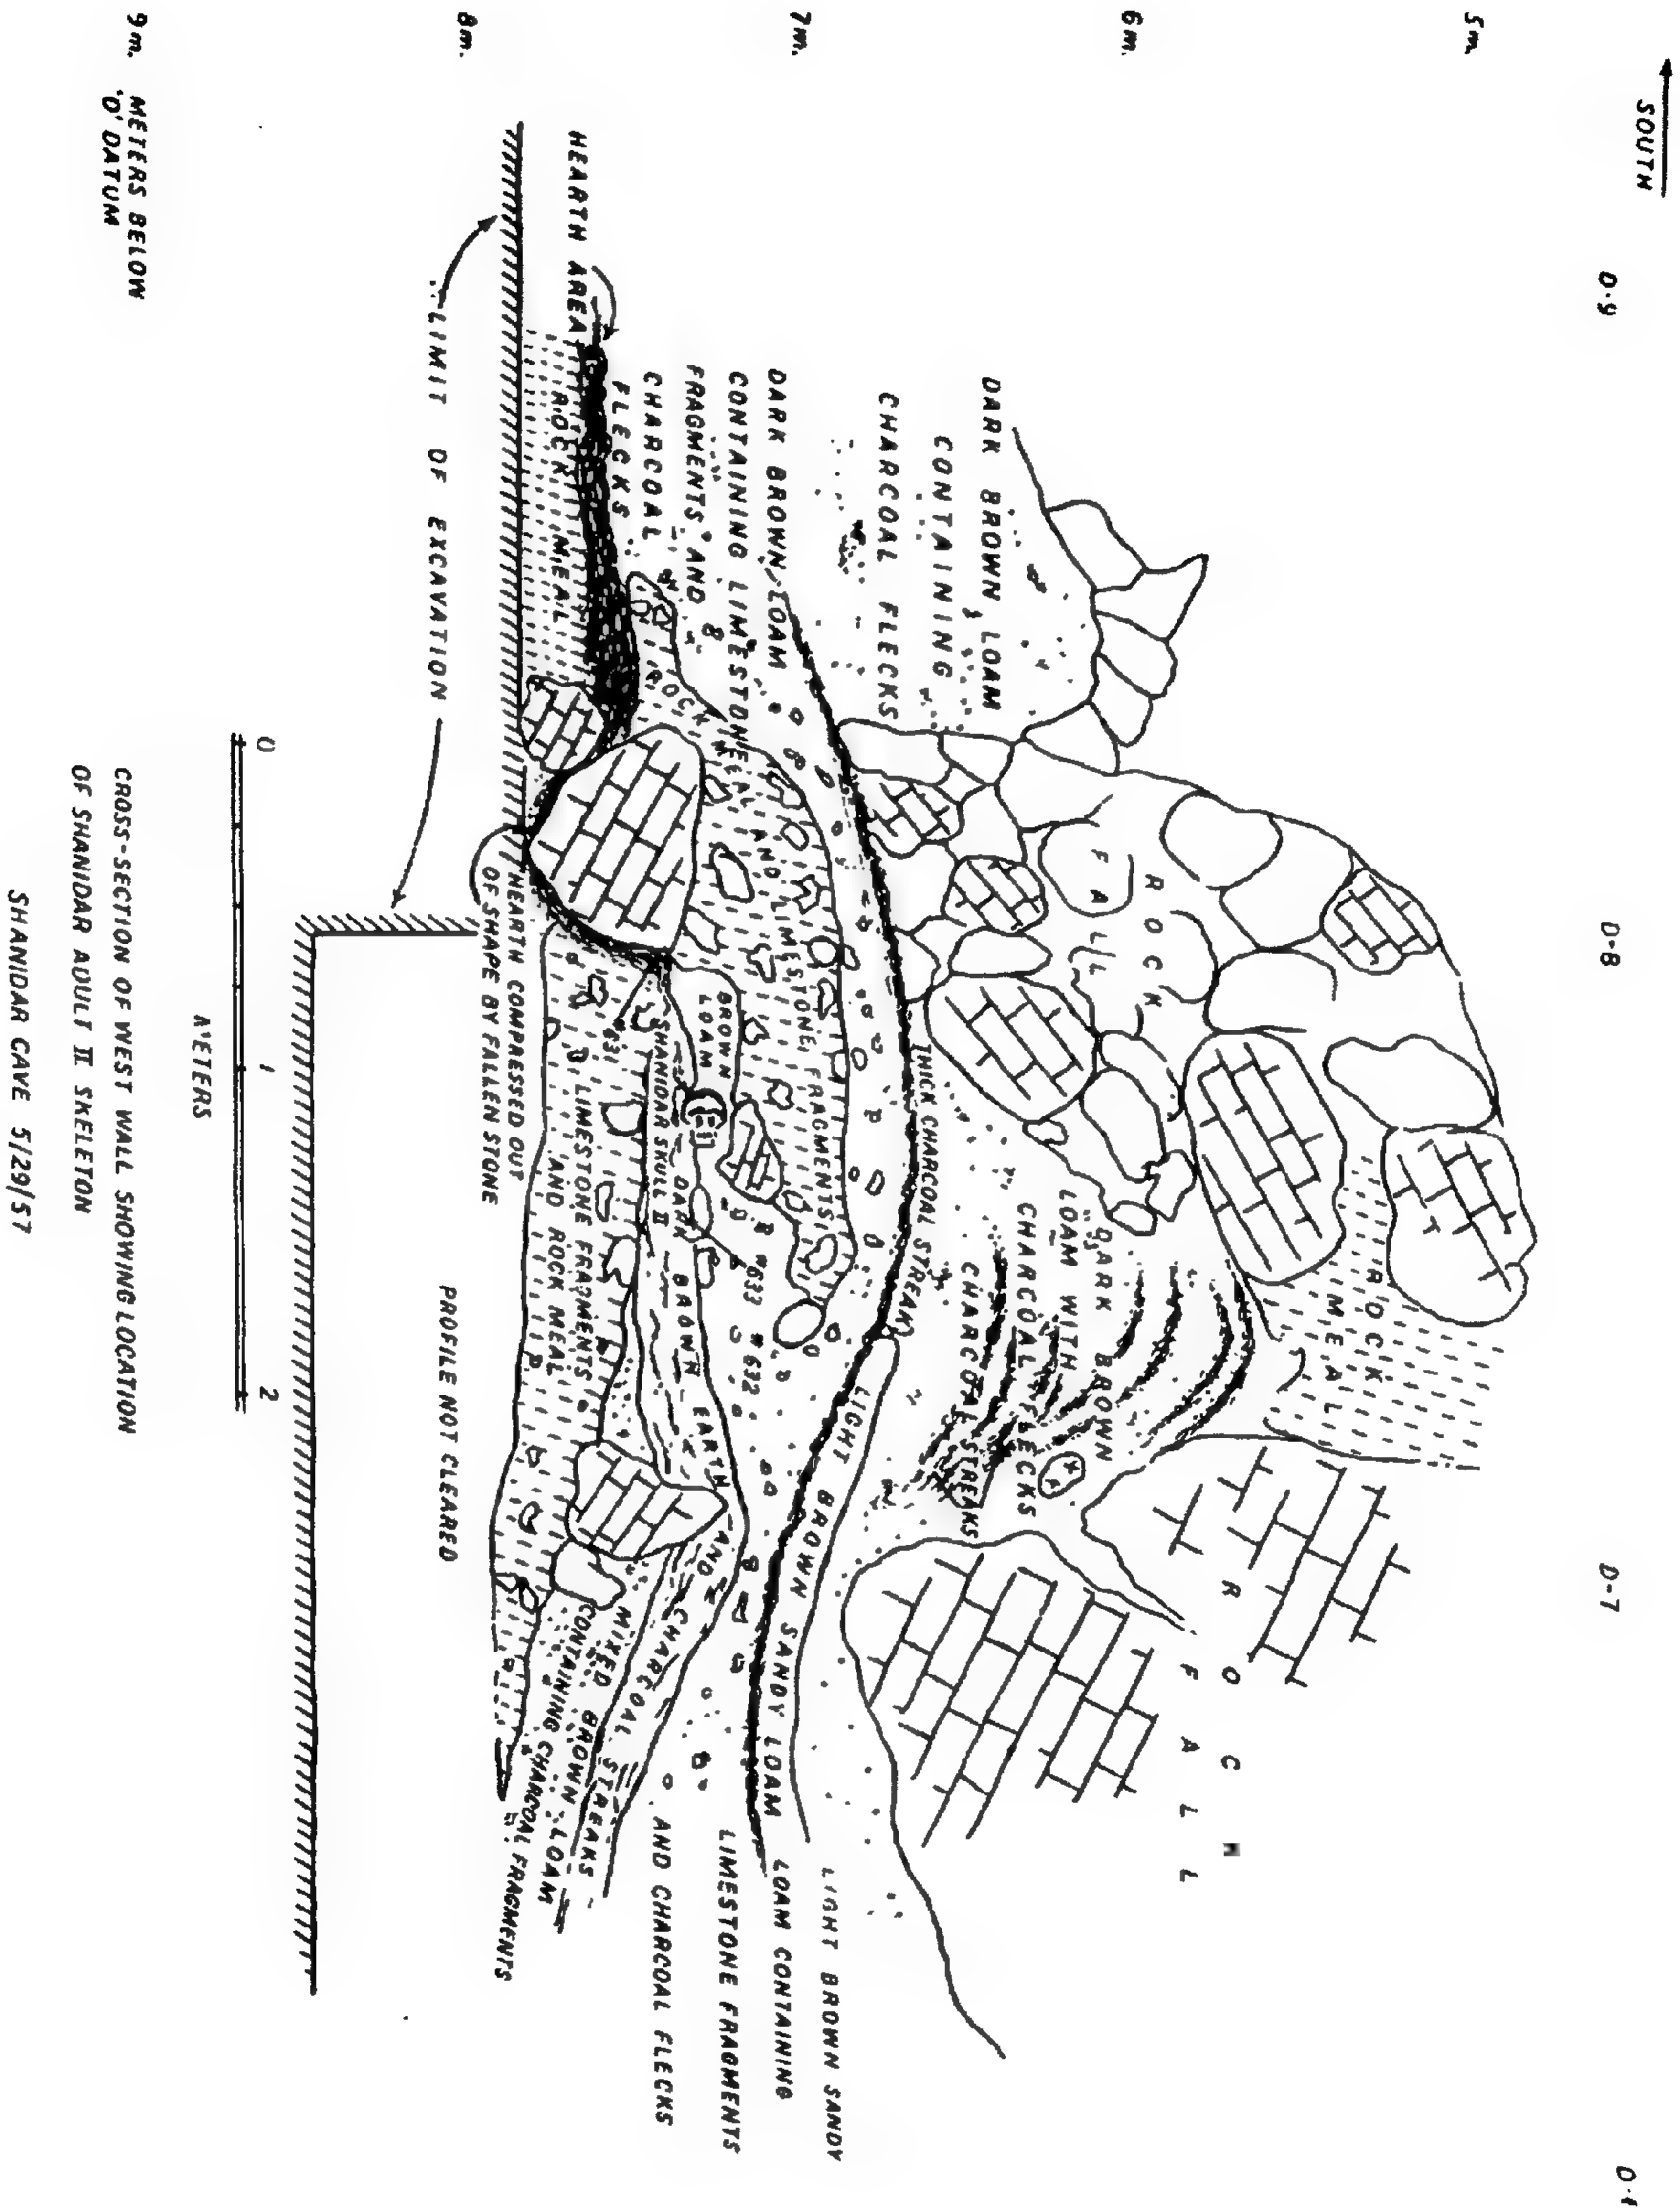 SOUTH
D-9
D-8
D-7
5m.
6m.
7m.
8m.
9m.
METERS BELOW
'O' DATUM
ROCK
FALL
ROCK
MEAL
ROCK
FALL
DARK BROWN LOAM
CONTAINING
CHARCOAL FLECKS
DARK BROWN
LOAM WITH
CHARCOAL FLECKS
CHARCOAL STREAKS
(THICK CHARCOAL STREAK)
LIGHT BROWN SANDY LOAM
LIGHT BROWN SANDY
LOAM CONTAINING
LIMESTONE FRAGMENTS
AND CHARCOAL FLECKS
DARK BROWN LOAM
CONTAINING LIMESTONE
FRAGMENTS AND
CHARCOAL
FLECKS
HEARTH AREA
ROCK MEAL
ROCK MEAL AND LIMESTONE FRAGMENTS
BROWN
LOAM
#633
#632
631
SHANIDAR SKULL II
DARK BROWN EARTH AND CHARCOAL STREAKS
LIMESTONE FRAGMENTS
AND ROCK MEAL
MIXED BROWN LOAM
CONTAINING CHARCOAL FRAGMENTS
HEARTH COMPRESSED OUT
OF SHAPE BY FALLEN STONE
LIMIT OF EXCAVATION
PROFILE NOT CLEARED
0
1
2
METERS
CROSS-SECTION OF WEST WALL SHOWING LOCATION
OF SHANIDAR ADULT II SKELETON
SHANIDAR CAVE 5/29/57